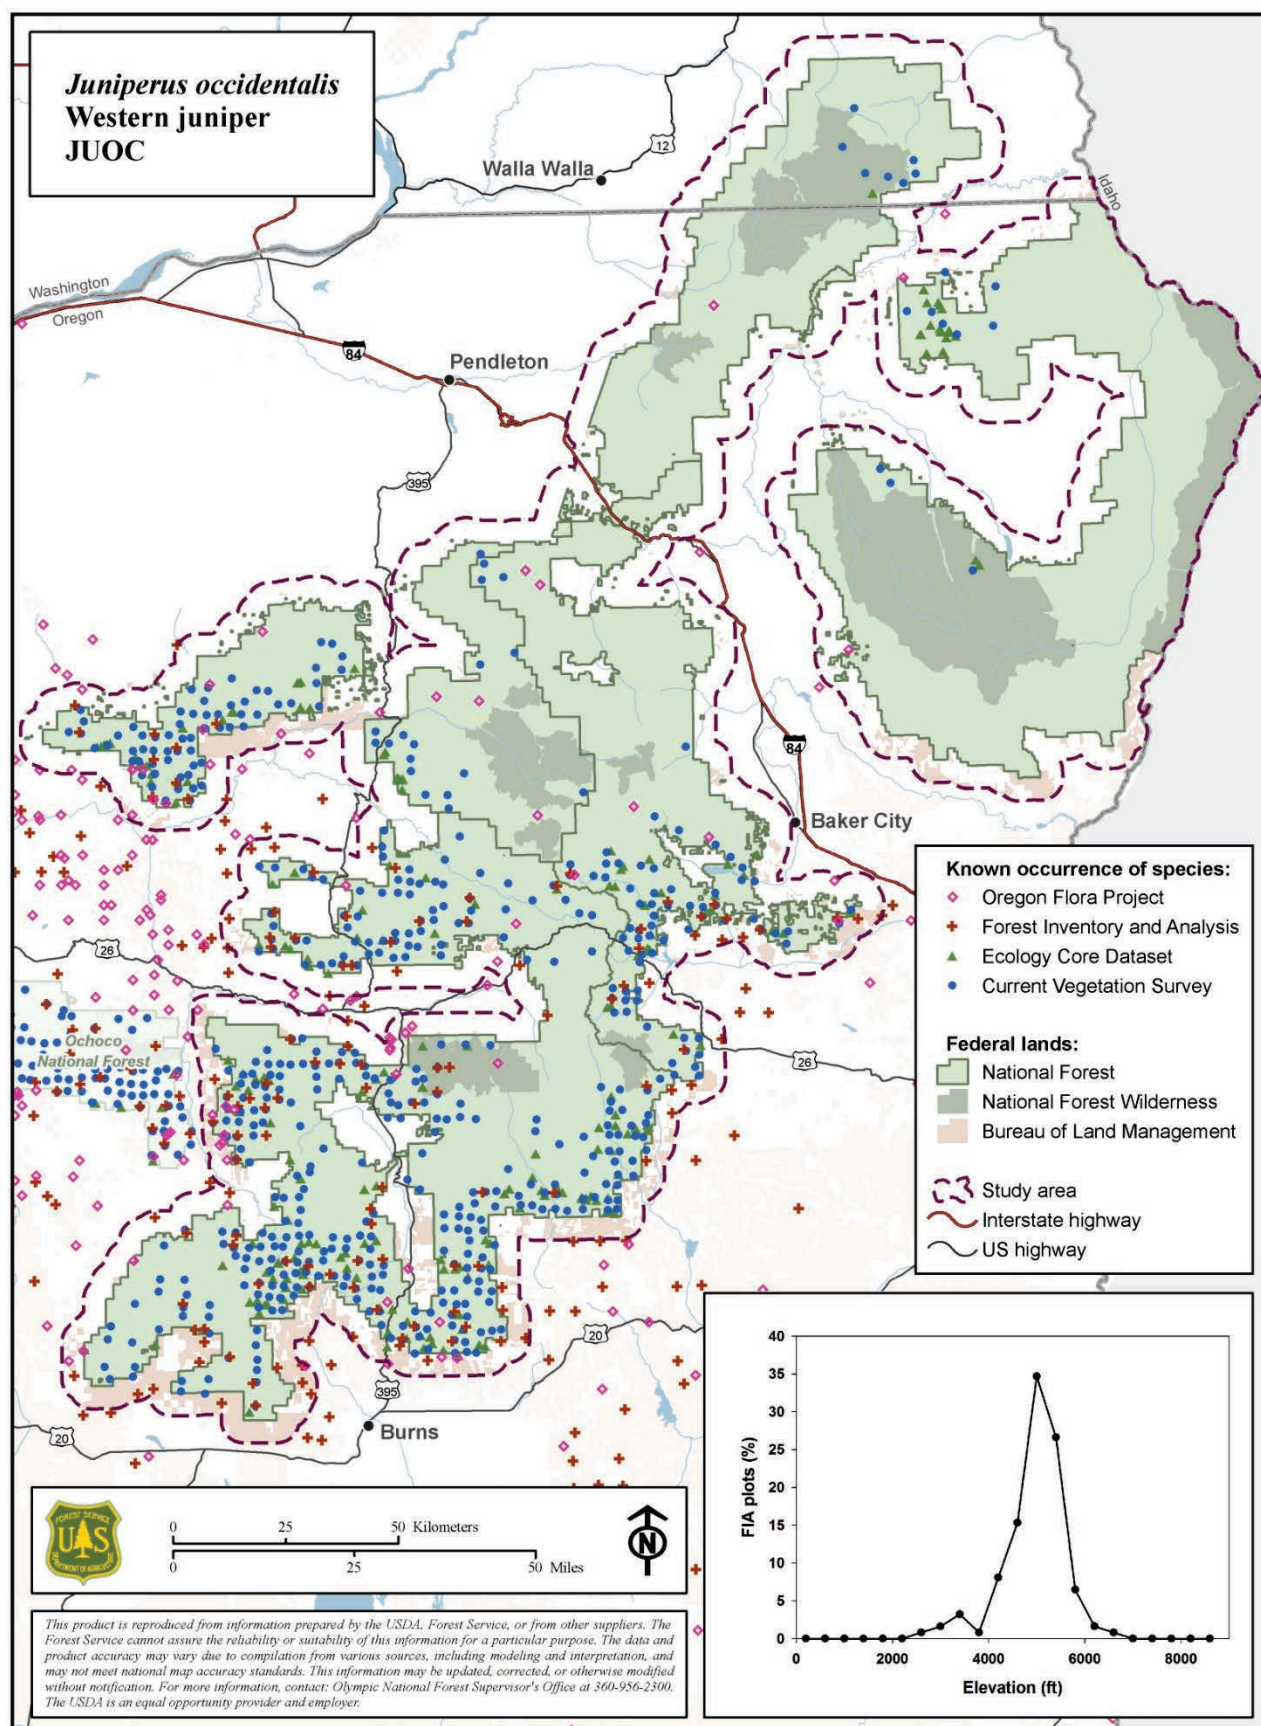 Juniperus occidentalis
Western juniper
JUOC
12
Walla Walla
Idaho
Washington
Oregon
84
Pendleton
395
84
Baker City
26
Ochoco
National Forest
26
20
395
Burns
20
Known occurrence of species:
Oregon Flora Project
Forest Inventory and Analysis
Ecology Core Dataset
Current Vegetation Survey
Federal lands:
National Forest
National Forest Wilderness
Bureau of Land Management
Study area
Interstate highway
US highway
FOREST SERVICE
U S
DEPARTMENT OF AGRICULTURE
0 25 50 Kilometers
0 25 50 Miles
N
This product is reproduced from information prepared by the USDA, Forest Service, or from other suppliers. The
Forest Service cannot assure the reliability or suitability of this information for a particular purpose. The data and
product accuracy may vary due to compilation from various sources, including modeling and interpretation, and
may not meet national map accuracy standards. This information may be updated, corrected, or otherwise modified
without notification. For more information, contact: Olympic National Forest Supervisor's Office at 360-956-2300.
The USDA is an equal opportunity provider and employer.
40
35
30
25
20
15
10
5
0
FIA plots (%)
0 2000 4000 6000 8000
Elevation (ft)